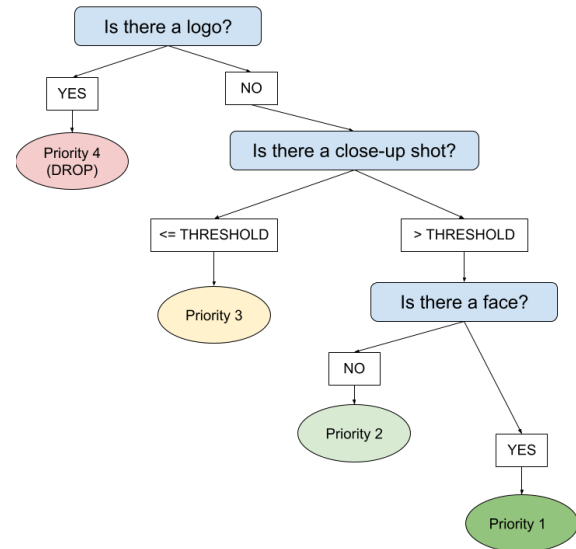 Is there a logo?
YES
NO
Priority 4
(DROP)
Is there a close-up shot?
<= THRESHOLD
> THRESHOLD
Priority 3
Is there a face?
NO
Priority 2
YES
Priority 1